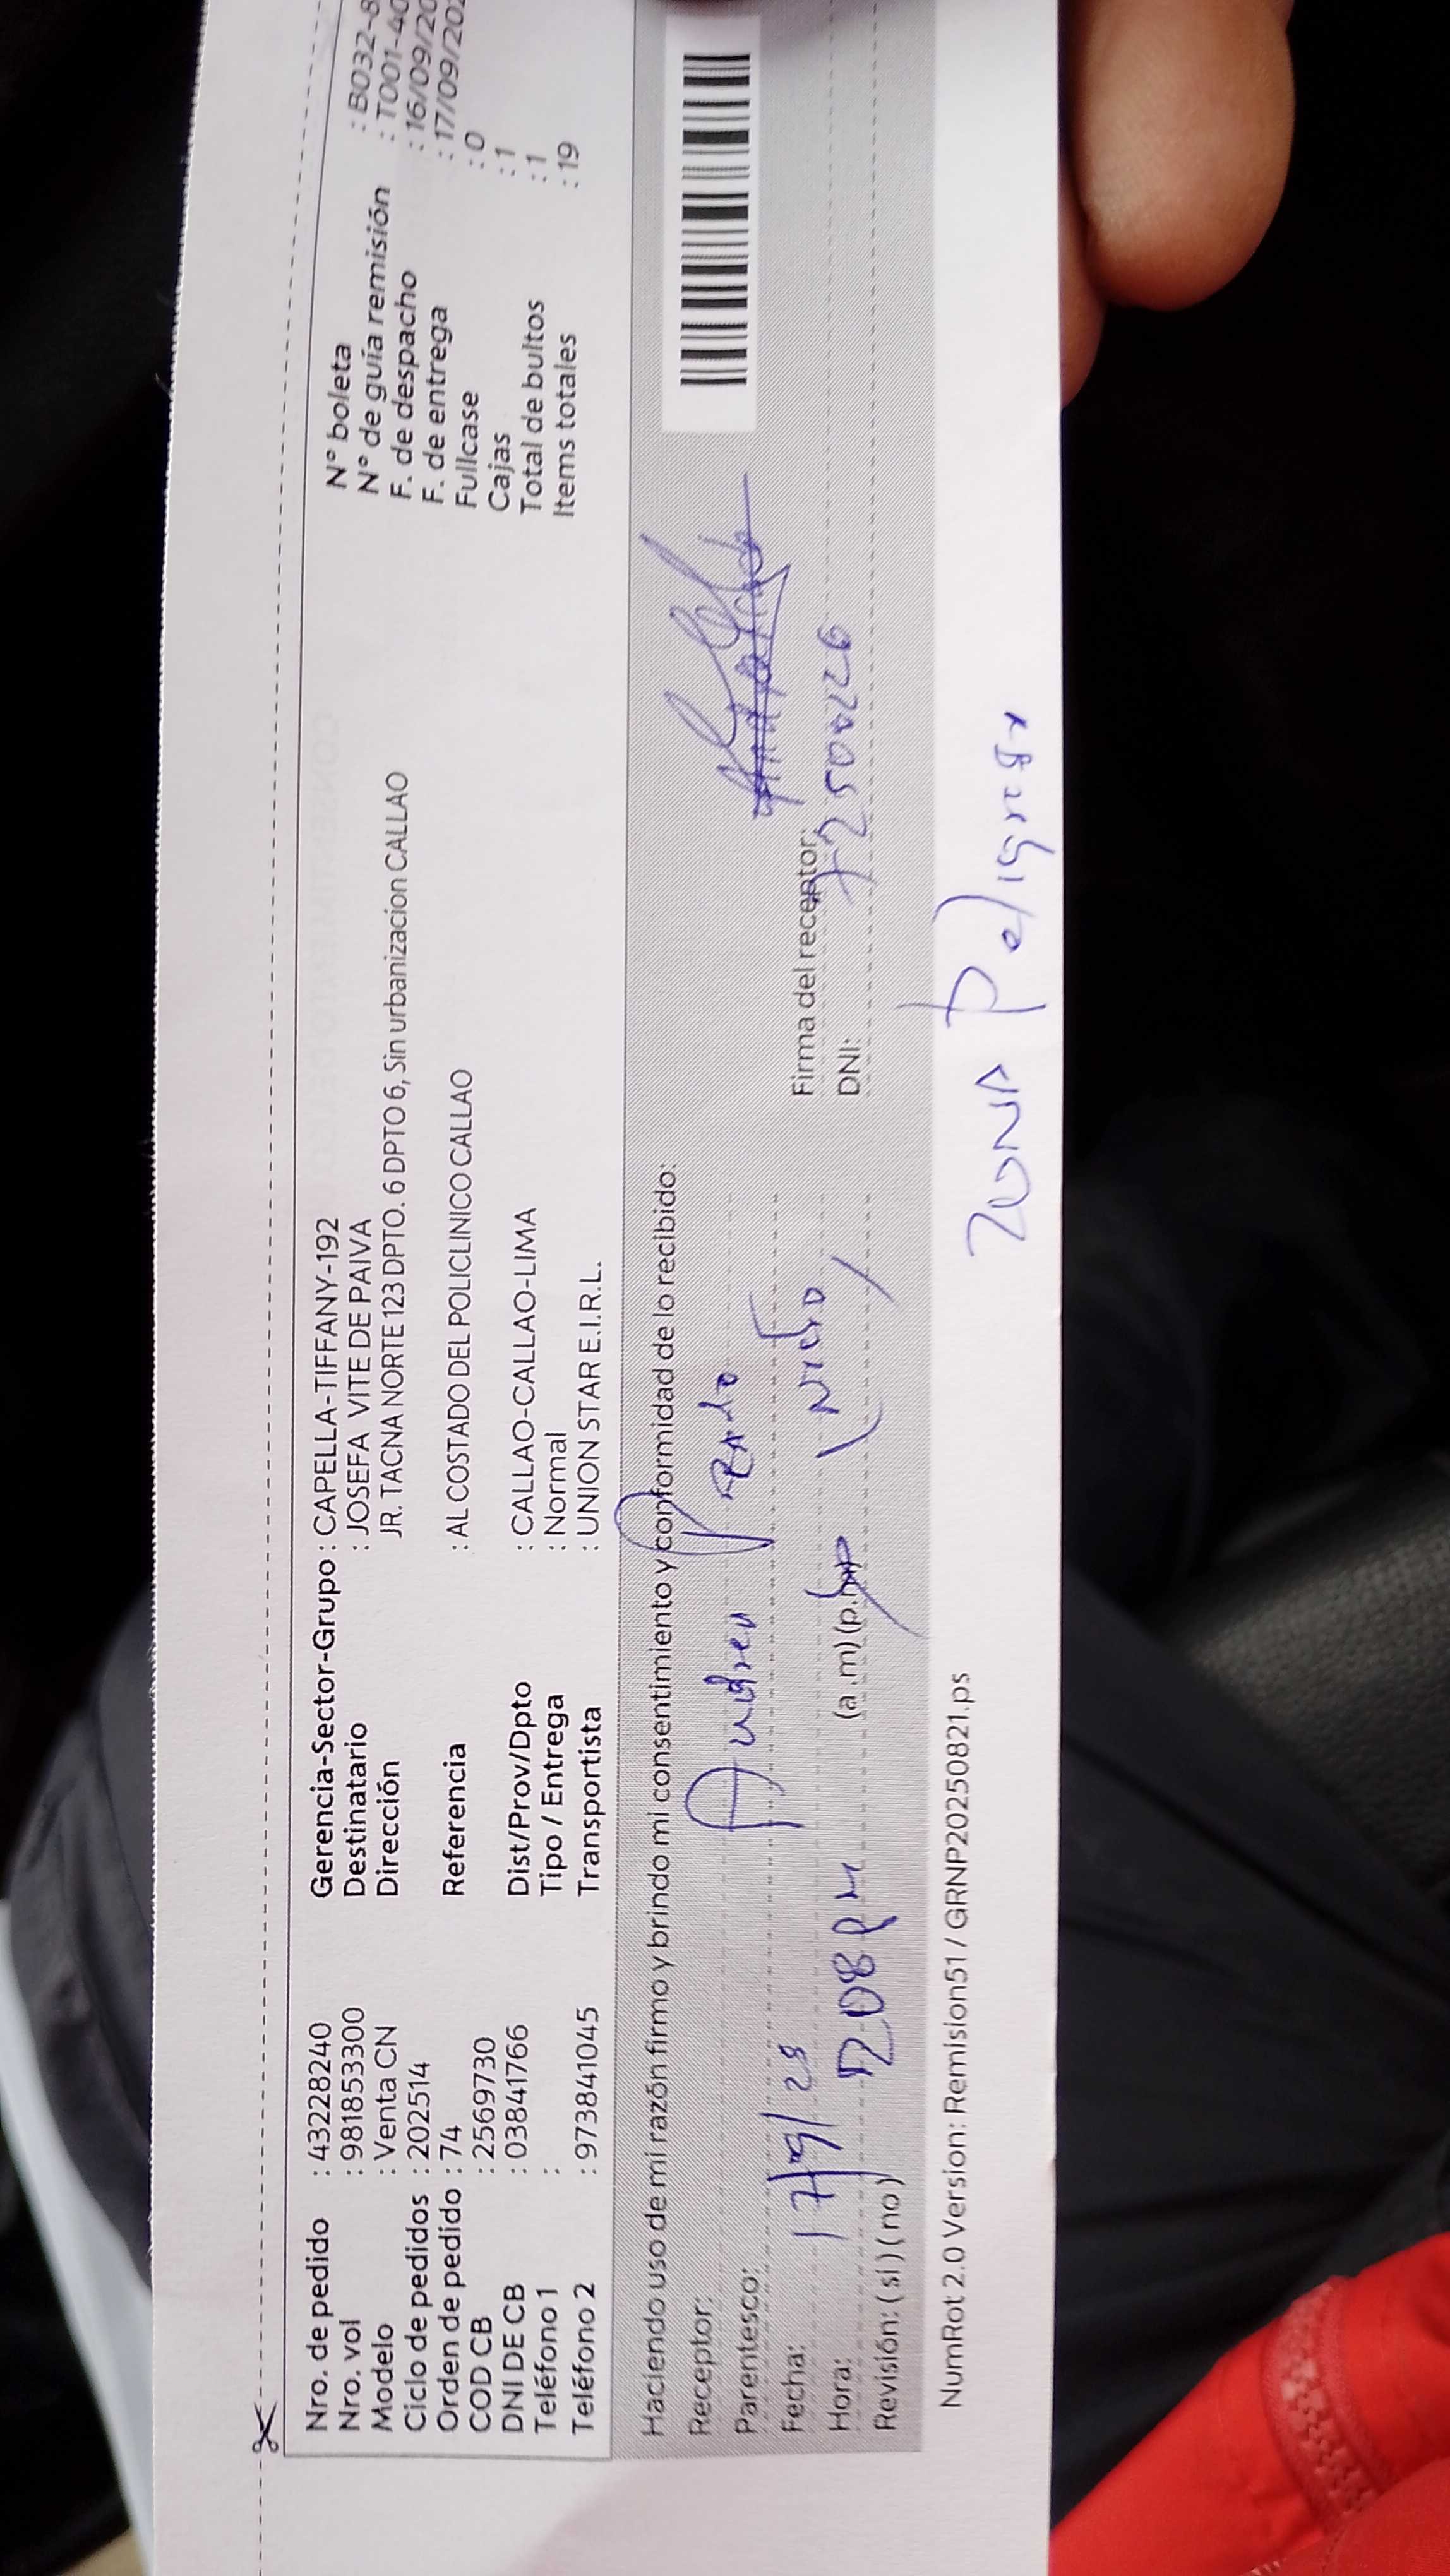 Nro. de pedido : 43228240 Gerencia-Sector-Grupo : CAPELLA-TIFFANY-192 N° boleta : B032-8
Nro. vol : 9818533300 Destinatario : JOSEFA VITE DE PAIVA N° de guía remisión : T001-40
Modelo : Venta CN Dirección JR. TACNA NORTE 123 DPTO. 6 DPTO 6, Sin urbanizacion CALLAO F. de despacho : 16/09/20
Ciclo de pedidos : 202514 F. de entrega : 17/09/202
Orden de pedido : 74 Referencia : AL COSTADO DEL POLICLINICO CALLAO Fullcase : 0
COD CB : 2569730 Cajas : 1
DNI DE CB : 03841766 Dist/Prov/Dpto : CALLAO-CALLAO-LIMA Total de bultos : 1
Teléfono 1 : Tipo / Entrega : Normal Items totales : 19
Teléfono 2 : 973841045 Transportista : UNION STAR E.I.R.L.
Haciendo uso de mi razón firmo y brindo mi consentimiento y conformidad de lo recibido:
Receptor: Andrea Prado
Parentesco:
Fecha: 17/9/25 (Nieto) Firma del receptor:
Hora: 2:08 PM (a.m) (p.m) DNI:
Revisión: (si) (no)
NumRot 2.0 Version: Remision51 / GRNP20250821.ps
ZONA Peligrosa